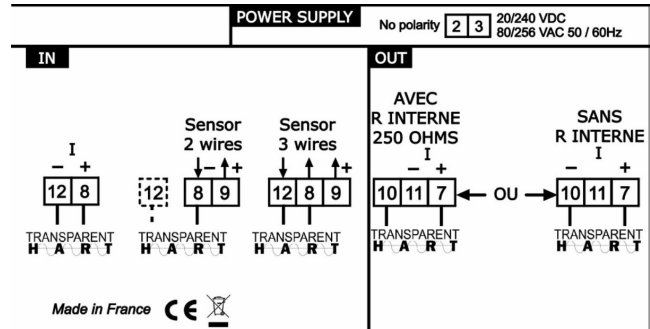 POWER SUPPLY
No polarity 2 3 20/240 VDC
80/256 VAC 50 / 60Hz
IN
I
- +
12 8
TRANSPARENT
HART
Sensor
2 wires
- +
12 8 9
TRANSPARENT
HART
Sensor
3 wires
+
12 8 9
TRANSPARENT
HART
Made in France CE
OUT
AVEC
R INTERNE
250 OHMS
I
- +
10 11 7
TRANSPARENT
HART
OU
SANS
R INTERNE
I
- +
10 11 7
TRANSPARENT
HART